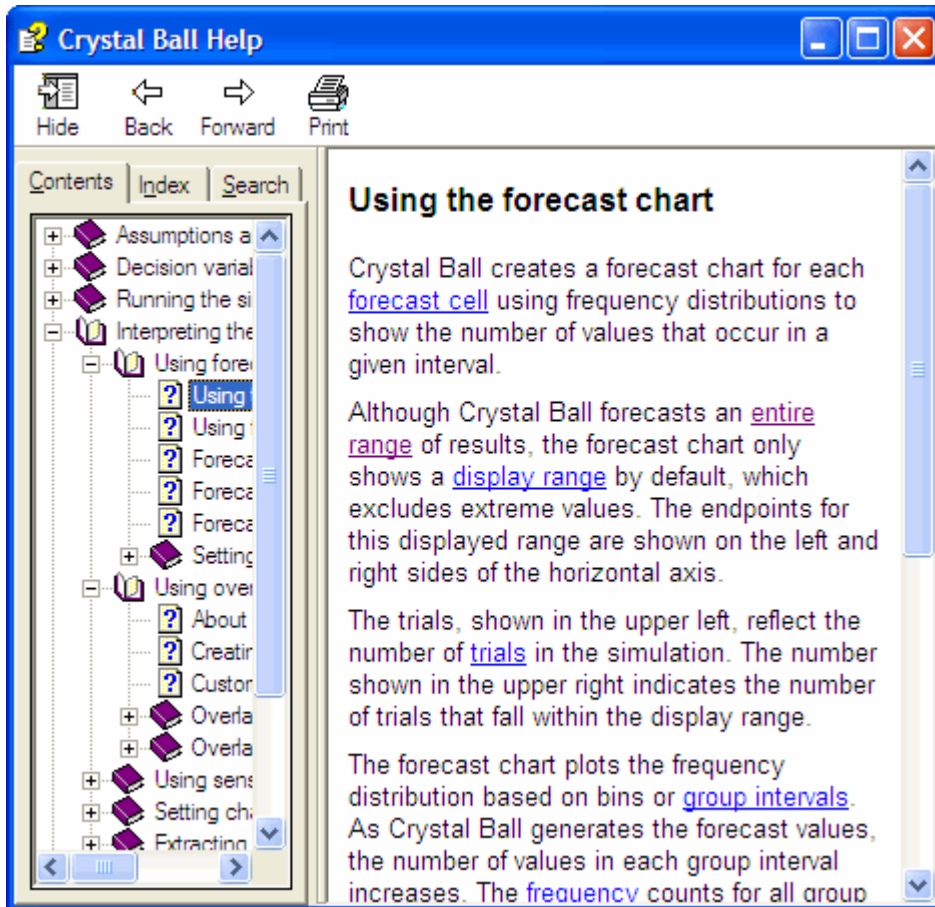 Crystal Ball Help
Hide Back Forward Print
Contents Index Search
Assumptions a
Decision varial
Running the si
Interpreting the
Using fore
Using
Using
Foreca
Foreca
Foreca
Setting
Using over
About
Creatin
Custon
Overla
Overla
Using sens
Setting cha
Extracting
Using the forecast chart
Crystal Ball creates a forecast chart for each
forecast cell using frequency distributions to
show the number of values that occur in a
given interval.
Although Crystal Ball forecasts an entire
range of results, the forecast chart only
shows a display range by default, which
excludes extreme values. The endpoints for
this displayed range are shown on the left and
right sides of the horizontal axis.
The trials, shown in the upper left, reflect the
number of trials in the simulation. The number
shown in the upper right indicates the number
of trials that fall within the display range.
The forecast chart plots the frequency
distribution based on bins or group intervals.
As Crystal Ball generates the forecast values,
the number of values in each group interval
increases. The frequency counts for all group